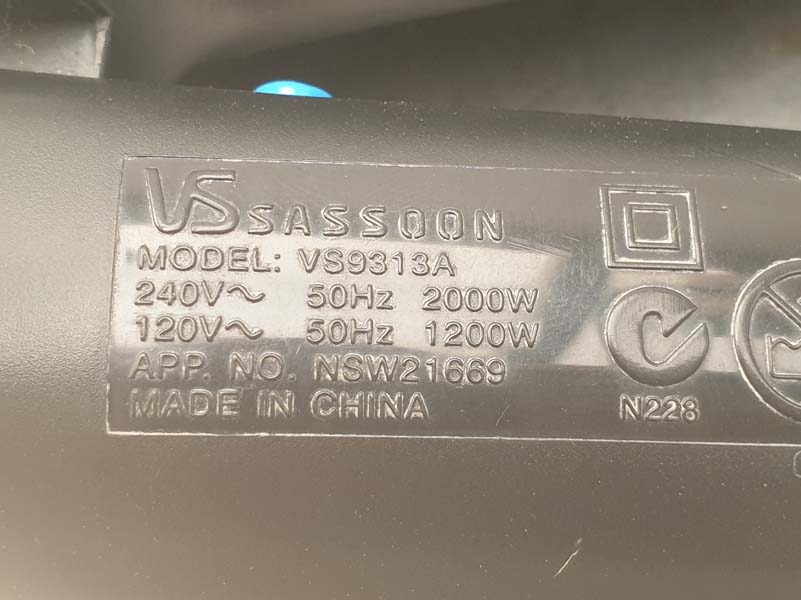 VS SASSOON
MODEL: VS9313A
240V~ 50Hz 2000W
120V~ 50Hz 1200W
APP. NO. NSW21669
MADE IN CHINA
N228